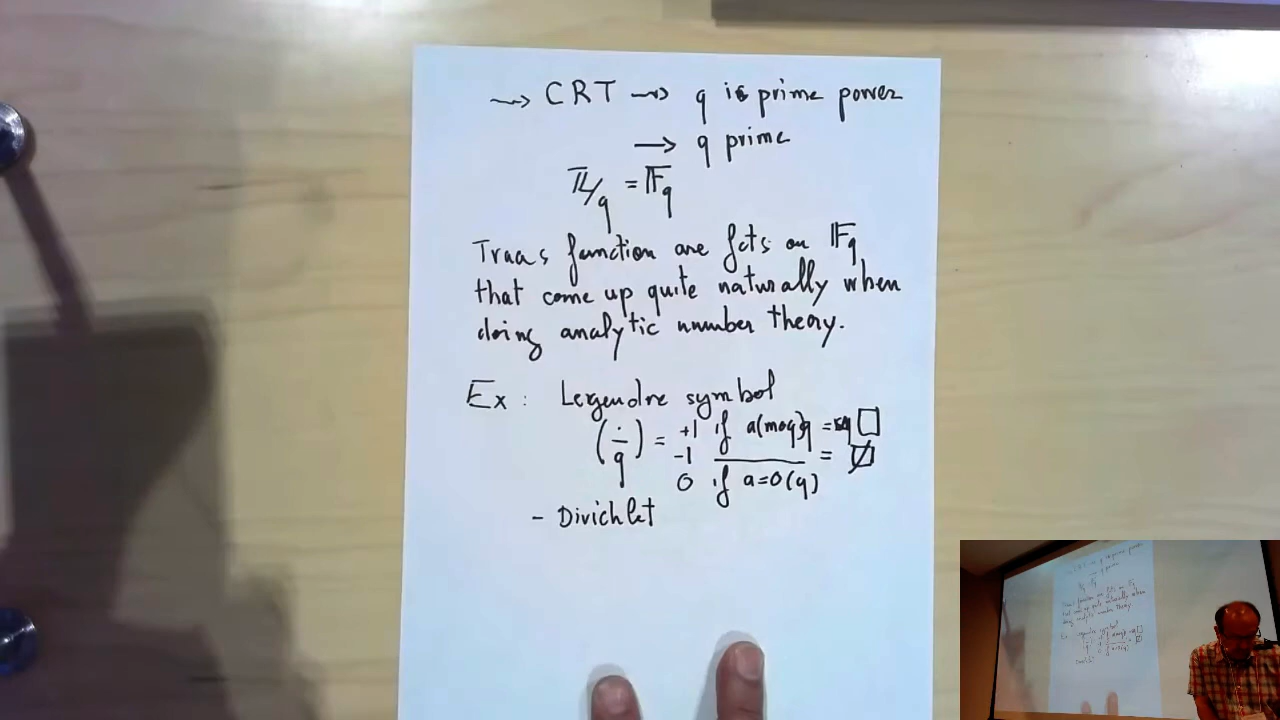 ⇝ CRT ⇝ q is prime power
→ q prime
ℤ/q = 𝔽q
Traas function are fcts on 𝔽q
that come up quite naturally when
doing analytic number theory.
Ex : Legendre symbol
(·/q) = +1 if a(mod q) = □
-1 ——— = ⍁
0 if a=0(q)
- Dirichlet